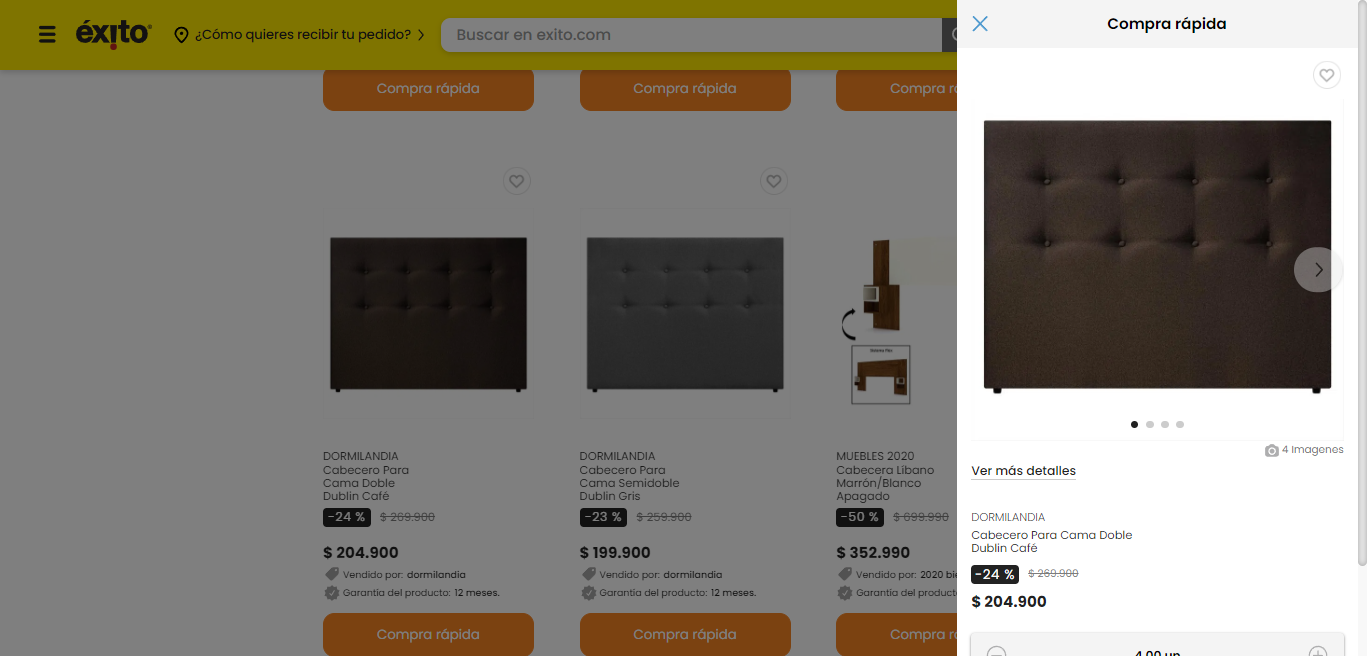 éxito
¿Cómo quieres recibir tu pedido?
Buscar en exito.com
Compra rápida
Compra rápida
Compra rá
DORMILANDIA
Cabecero Para
Cama Doble
Dublin Café
-24 % $ 269.900
$ 204.900
Vendido por: dormilandia
Garantía del producto: 12 meses.
Compra rápida
DORMILANDIA
Cabecero Para
Cama Semidoble
Dublin Gris
-23 % $ 259.900
$ 199.900
Vendido por: dormilandia
Garantía del producto: 12 meses.
Compra rápida
MUEBLES 2020
Cabecera Líbano
Marrón/Blanco
Apagado
-50 % $ 699.990
$ 352.990
Vendido por: 2020 bie
Garantía del product
Compra rá
Compra rápida
4 Imagenes
Ver más detalles
DORMILANDIA
Cabecero Para Cama Doble
Dublin Café
-24 % $ 269.900
$ 204.900
4.00 un